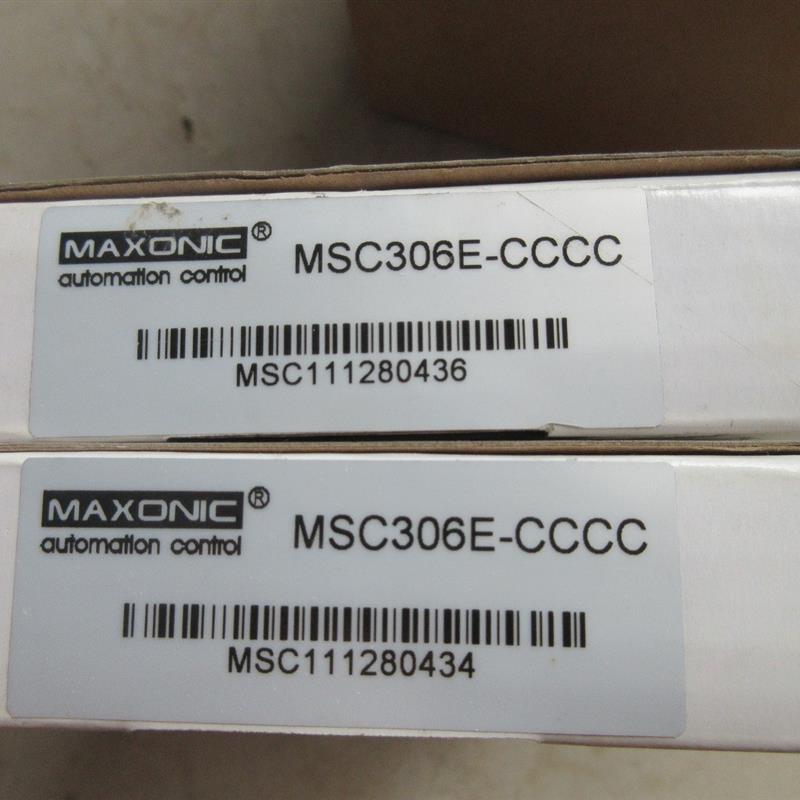 MAXONIC®
automation control
MSC306E-CCCC
MSC111280436
MAXONIC®
automation control
MSC306E-CCCC
MSC111280434